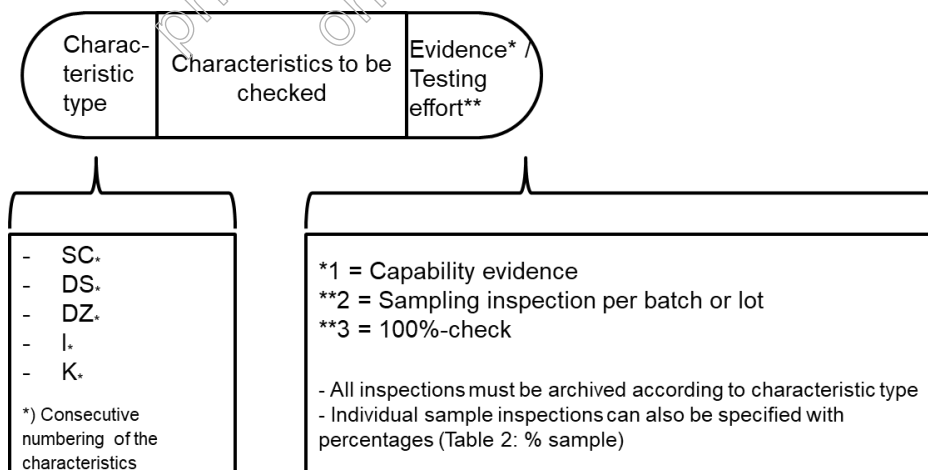 Charac-
teristic
type
Characteristics to be
checked
Evidence* /
Testing
effort**
- SC*
- DS*
- DZ*
- I*
- K*
*) Consecutive
numbering of the
characteristics
*1 = Capability evidence
**2 = Sampling inspection per batch or lot
**3 = 100%-check
- All inspections must be archived according to characteristic type
- Individual sample inspections can also be specified with
percentages (Table 2: % sample)